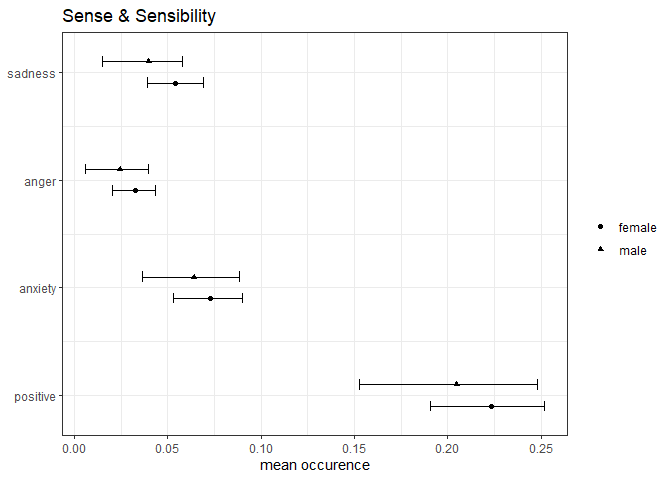 Sense & Sensibility
sadness
anger
anxiety
positive
0.00 0.05 0.10 0.15 0.20 0.25
mean occurence
female
male